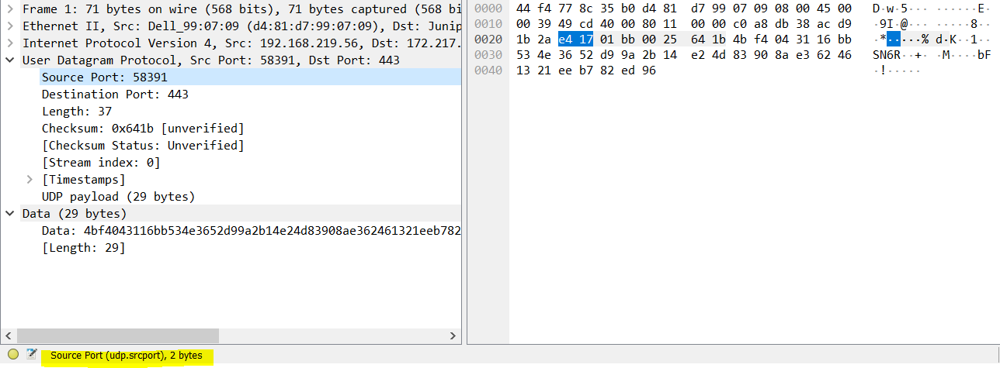 Frame 1: 71 bytes on wire (568 bits), 71 bytes captured (568 bi
Ethernet II, Src: Dell_99:07:09 (d4:81:d7:99:07:09), Dst: Junip
Internet Protocol Version 4, Src: 192.168.219.56, Dst: 172.217.
User Datagram Protocol, Src Port: 58391, Dst Port: 443
Source Port: 58391
Destination Port: 443
Length: 37
Checksum: 0x641b [unverified]
[Checksum Status: Unverified]
[Stream index: 0]
[Timestamps]
UDP payload (29 bytes)
Data (29 bytes)
Data: 4bf4043116bb534e3652d99a2b14e24d83908ae362461321eeb782
[Length: 29]
0000 44 f4 77 8c 35 b0 d4 81 d7 99 07 09 08 00 45 00 D·w·5··· ······E·
0010 00 39 49 cd 40 00 80 11 00 00 c0 a8 db 38 ac d9 ·9I·@··· ·····8··
0020 1b 2a e4 17 01 bb 00 25 64 1b 4b f4 04 31 16 bb ·*·····% d·K··1··
0030 53 4e 36 52 d9 9a 2b 14 e2 4d 83 90 8a e3 62 46 SN6R··+· ·M····bF
0040 13 21 ee b7 82 ed 96 ·!·····
Source Port (udp.srcport), 2 bytes